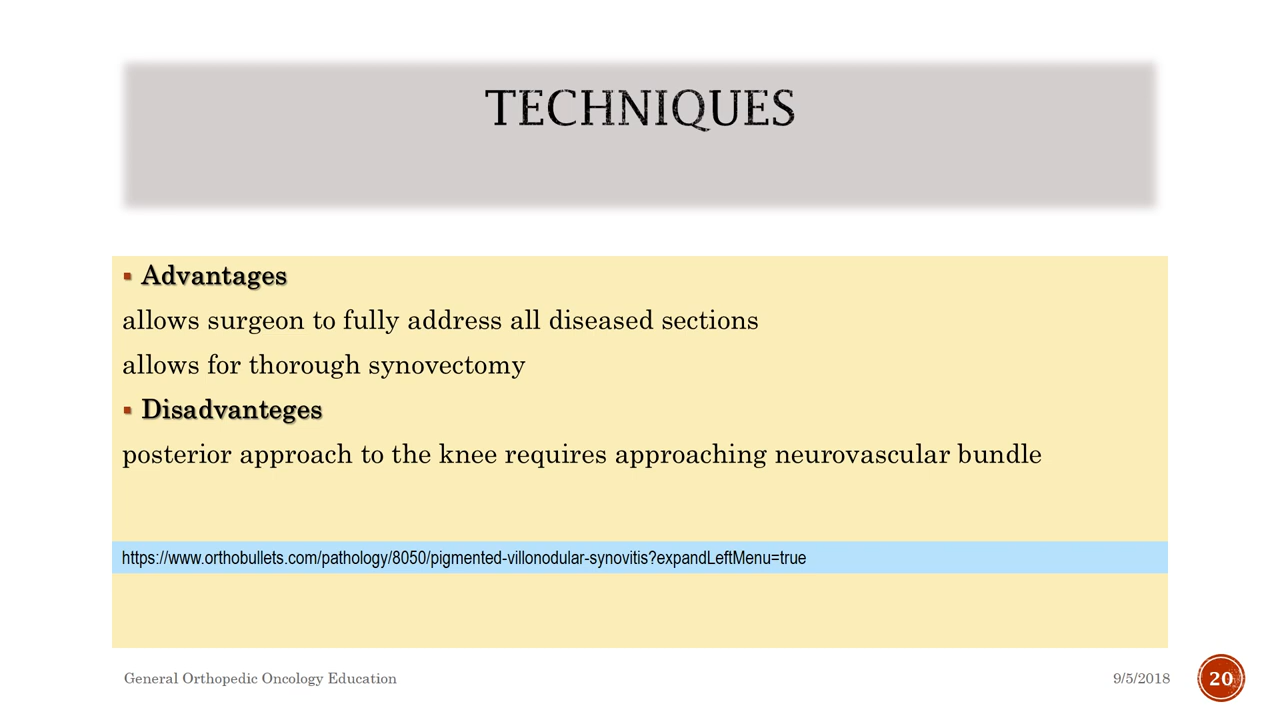 TECHNIQUES
▪ Advantages
allows surgeon to fully address all diseased sections
allows for thorough synovectomy
▪ Disadvanteges
posterior approach to the knee requires approaching neurovascular bundle
https://www.orthobullets.com/pathology/8050/pigmented-villonodular-synovitis?expandLeftMenu=true
General Orthopedic Oncology Education
9/5/2018
20